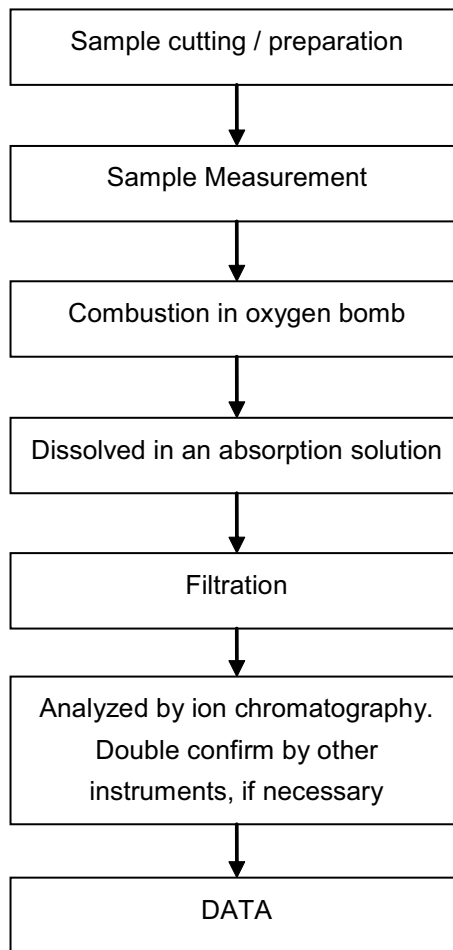 Sample cutting / preparation
Sample Measurement
Combustion in oxygen bomb
Dissolved in an absorption solution
Filtration
Analyzed by ion chromatography.
Double confirm by other
instruments, if necessary
DATA